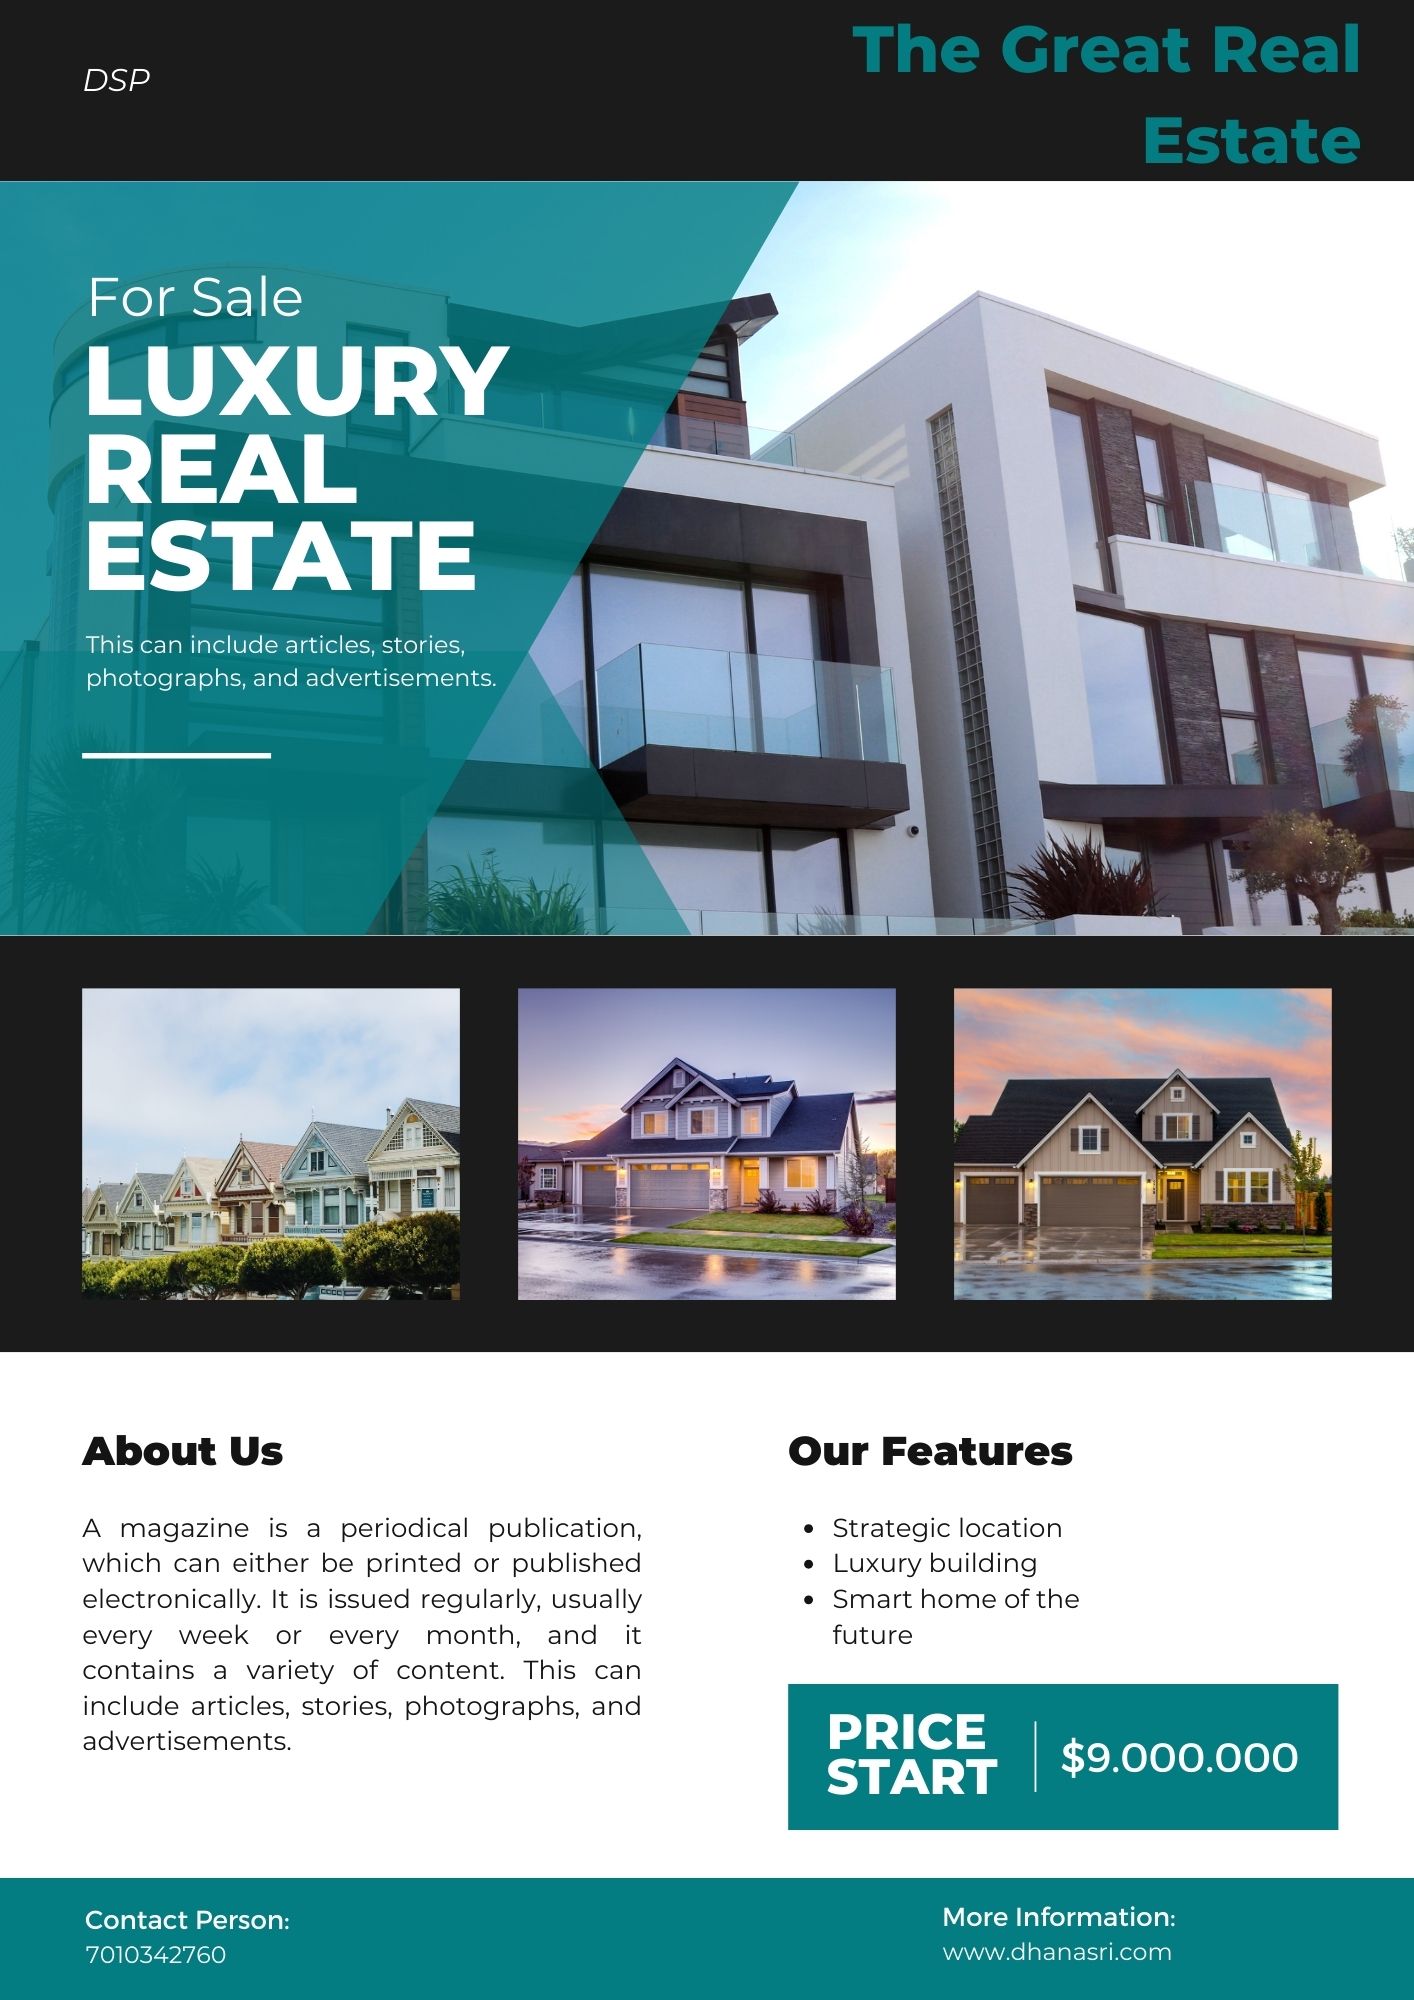 DSP
The Great Real
Estate
For Sale
LUXURY
REAL
ESTATE
This can include articles, stories,
photographs, and advertisements.
About Us
A magazine is a periodical publication,
which can either be printed or published
electronically. It is issued regularly, usually
every week or every month, and it
contains a variety of content. This can
include articles, stories, photographs, and
advertisements.
Our Features
• Strategic location
• Luxury building
• Smart home of the
future
PRICE
START
$9.000.000
Contact Person:
7010342760
More Information:
www.dhanasri.com